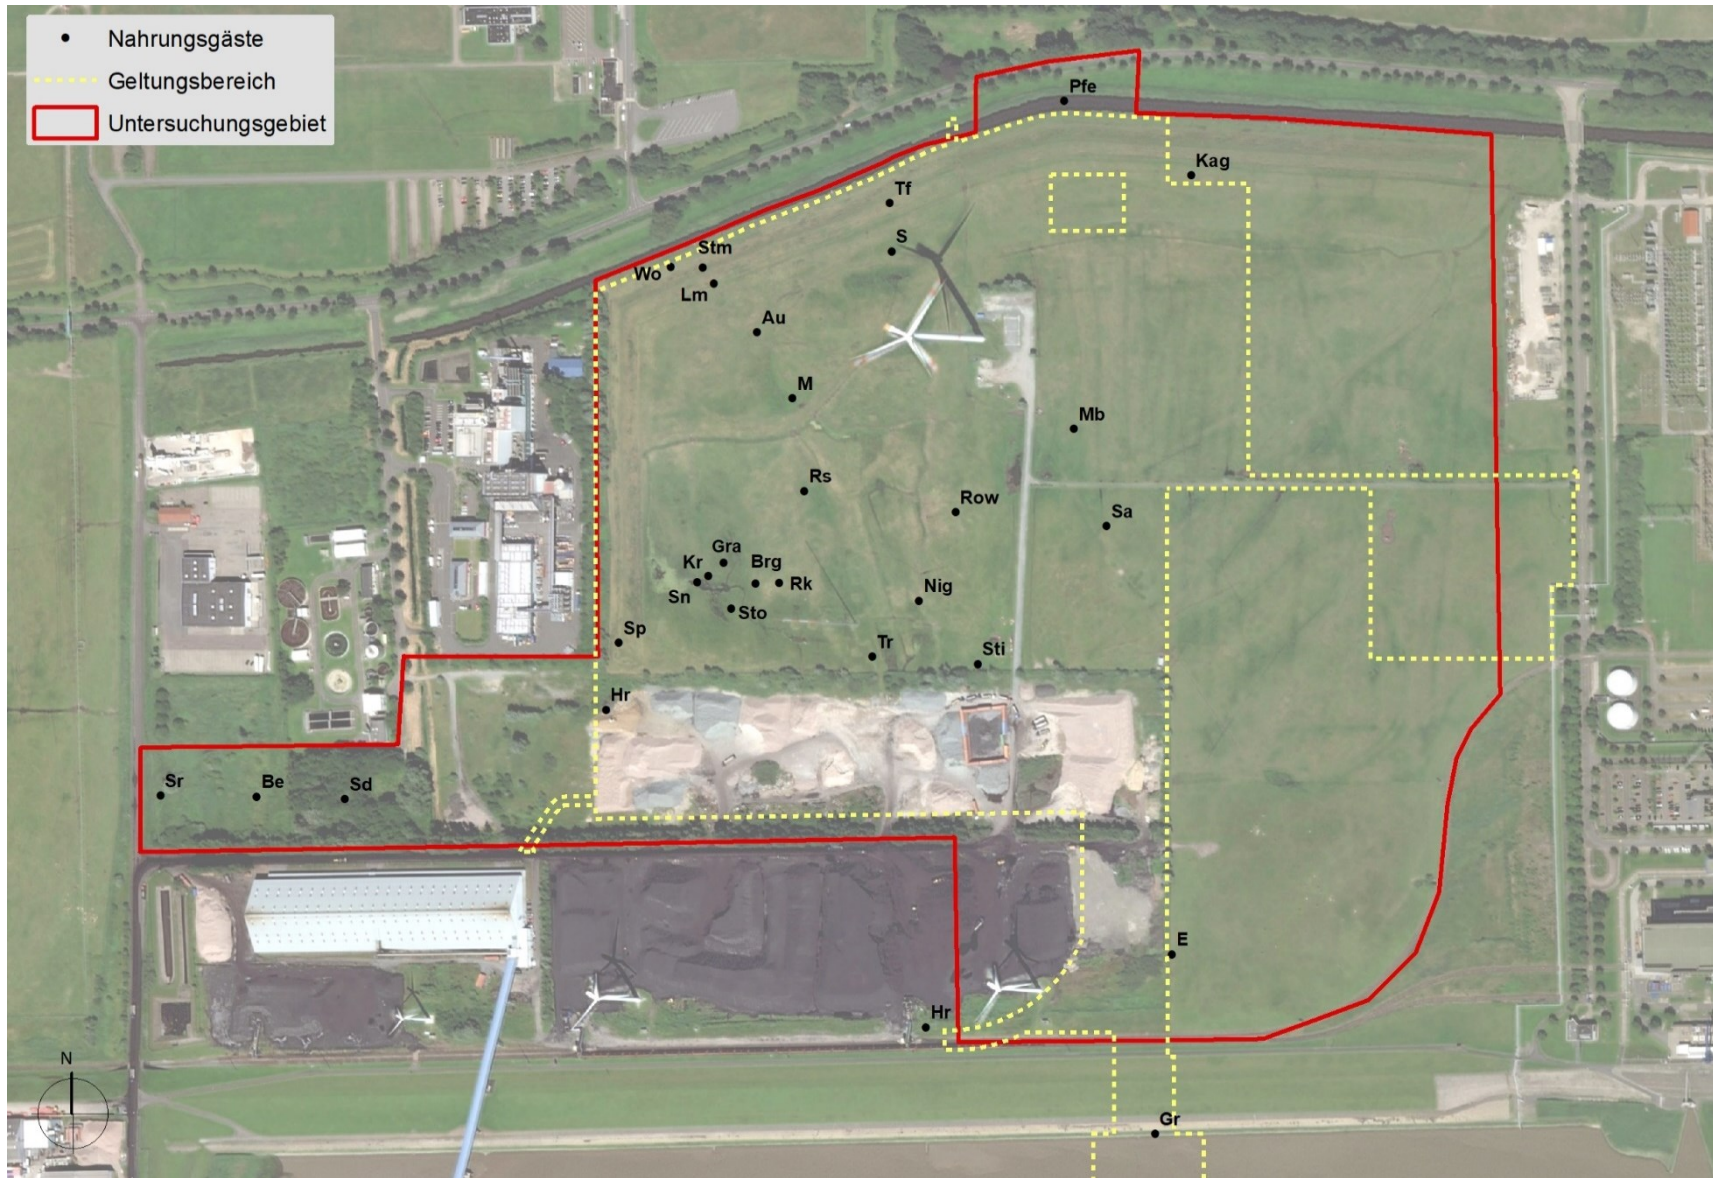 Nahrungsgäste
Geltungsbereich
Untersuchungsgebiet
Pfe
Kag
Tf
S
Stm
Wo
Lm
Au
M
Mb
Rs
Row
Sa
Gra
Kr
Brg
Rk
Sn
Sto
Nig
Sp
Tr
Sti
Hr
Sr
Be
Sd
E
Hr
N
Gr